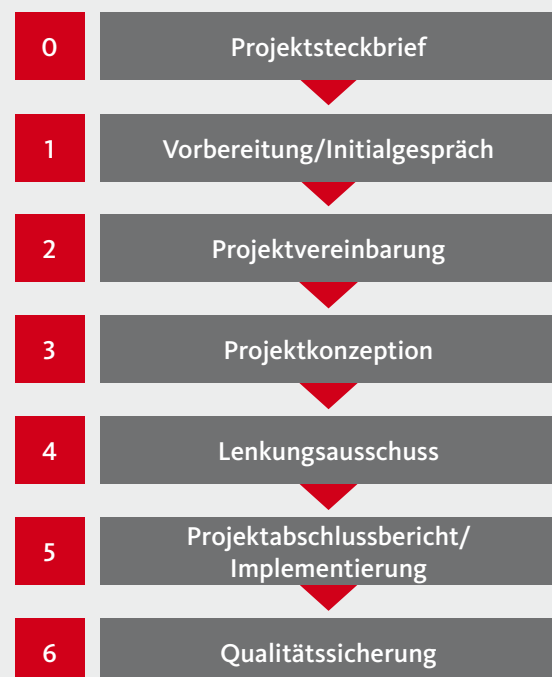 0 Projektsteckbrief
1 Vorbereitung/Initialgespräch
2 Projektvereinbarung
3 Projektkonzeption
4 Lenkungsausschuss
5 Projektabschlussbericht/
Implementierung
6 Qualitätssicherung